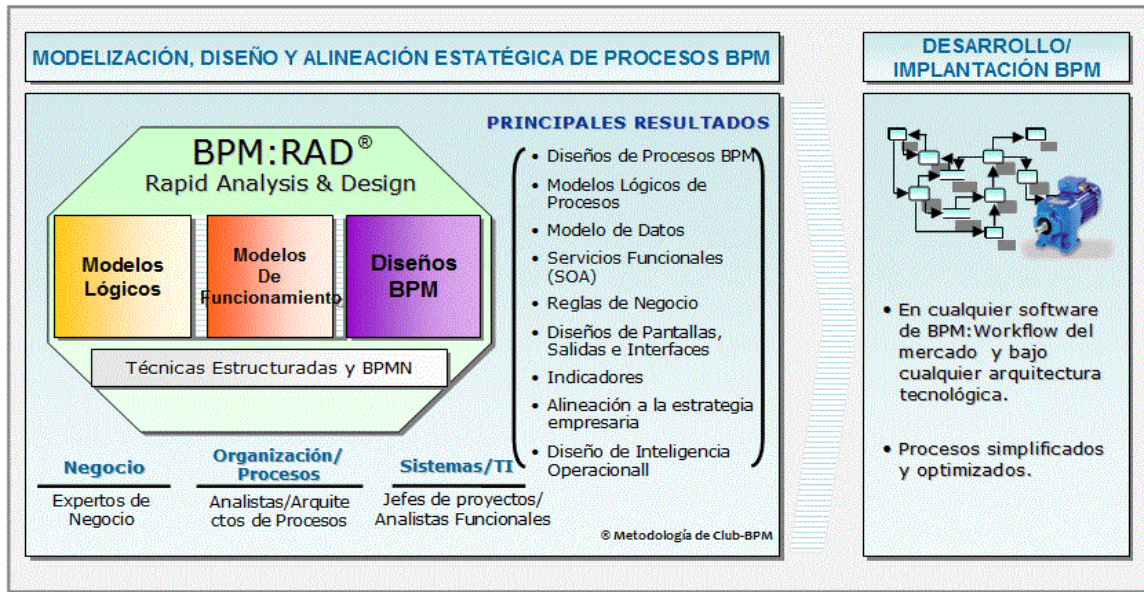 MODELIZACIÓN, DISEÑO Y ALINEACIÓN ESTATÉGICA DE PROCESOS BPM
BPM:RAD®
Rapid Analysis & Design
Modelos
Lógicos
Modelos
De
Funcionamiento
Diseños
BPM
Técnicas Estructuradas y BPMN
Negocio
Expertos de
Negocio
Organización/
Procesos
Analistas/Arquite
ctos de Procesos
Sistemas/TI
Jefes de proyectos/
Analistas Funcionales
PRINCIPALES RESULTADOS
• Diseños de Procesos BPM
• Modelos Lógicos de
Procesos
• Modelo de Datos
• Servicios Funcionales
(SOA)
• Reglas de Negocio
• Diseños de Pantallas,
Salidas e Interfaces
• Indicadores
• Alineación a la estrategia
empresaria
• Diseño de Inteligencia
Operacionall
® Metodología de Club-BPM
DESARROLLO/
IMPLANTACIÓN BPM
• En cualquier software
de BPM:Workflow del
mercado y bajo
cualquier arquitectura
tecnológica.
• Procesos simplificados
y optimizados.